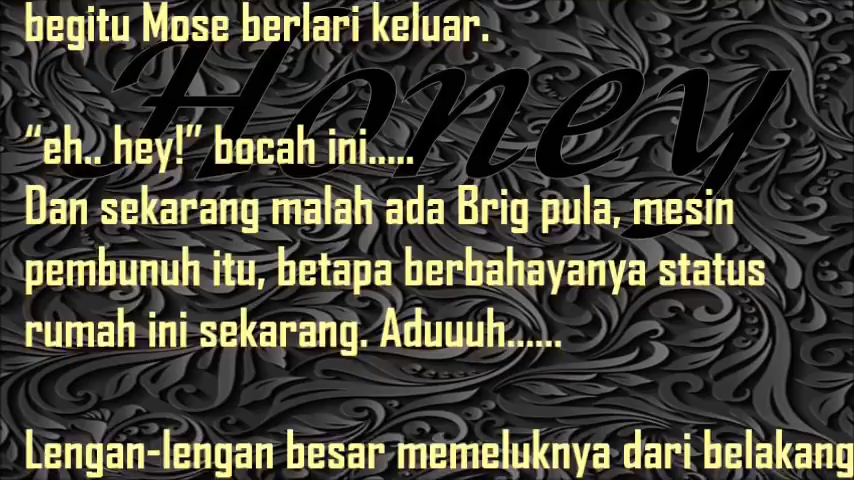 Honey
begitu Mose berlari keluar.
“eh.. hey!” bocah ini.....
Dan sekarang malah ada Brig pula, mesin
pembunuh itu, betapa berbahayanya status
rumah ini sekarang. Aduuuh......
Lengan-lengan besar memeluknya dari belakang